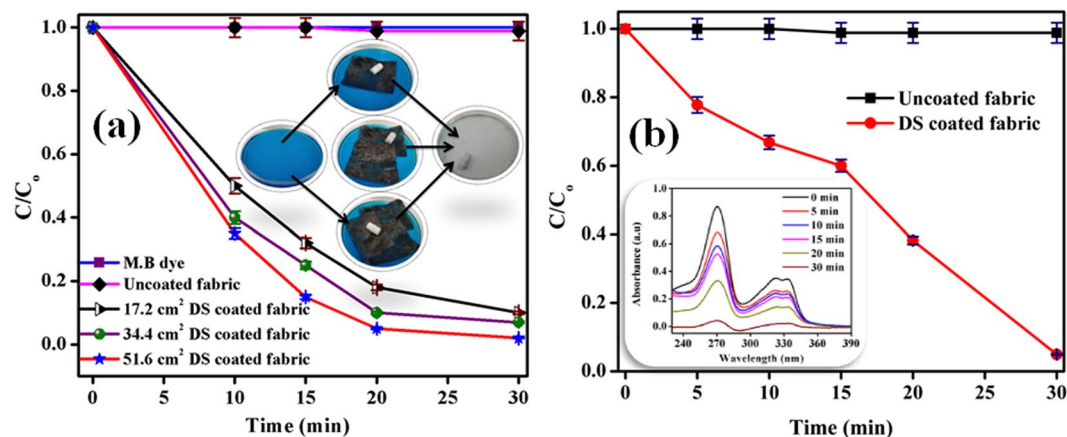 (a)
C/Co
1.0
0.8
0.6
0.4
0.2
0.0
M.B dye
Uncoated fabric
17.2 cm² DS coated fabric
34.4 cm² DS coated fabric
51.6 cm² DS coated fabric
0 5 10 15 20 25 30
Time (min)
(b)
C/Co
1.0
0.8
0.6
0.4
0.2
0.0
Uncoated fabric
DS coated fabric
Absorbance (a.u)
0.8
0.6
0.4
0.2
0.0
0 min
5 min
10 min
15 min
20 min
30 min
240 270 300 330 360 390
Wavelength (nm)
0 5 10 15 20 25 30
Time (min)